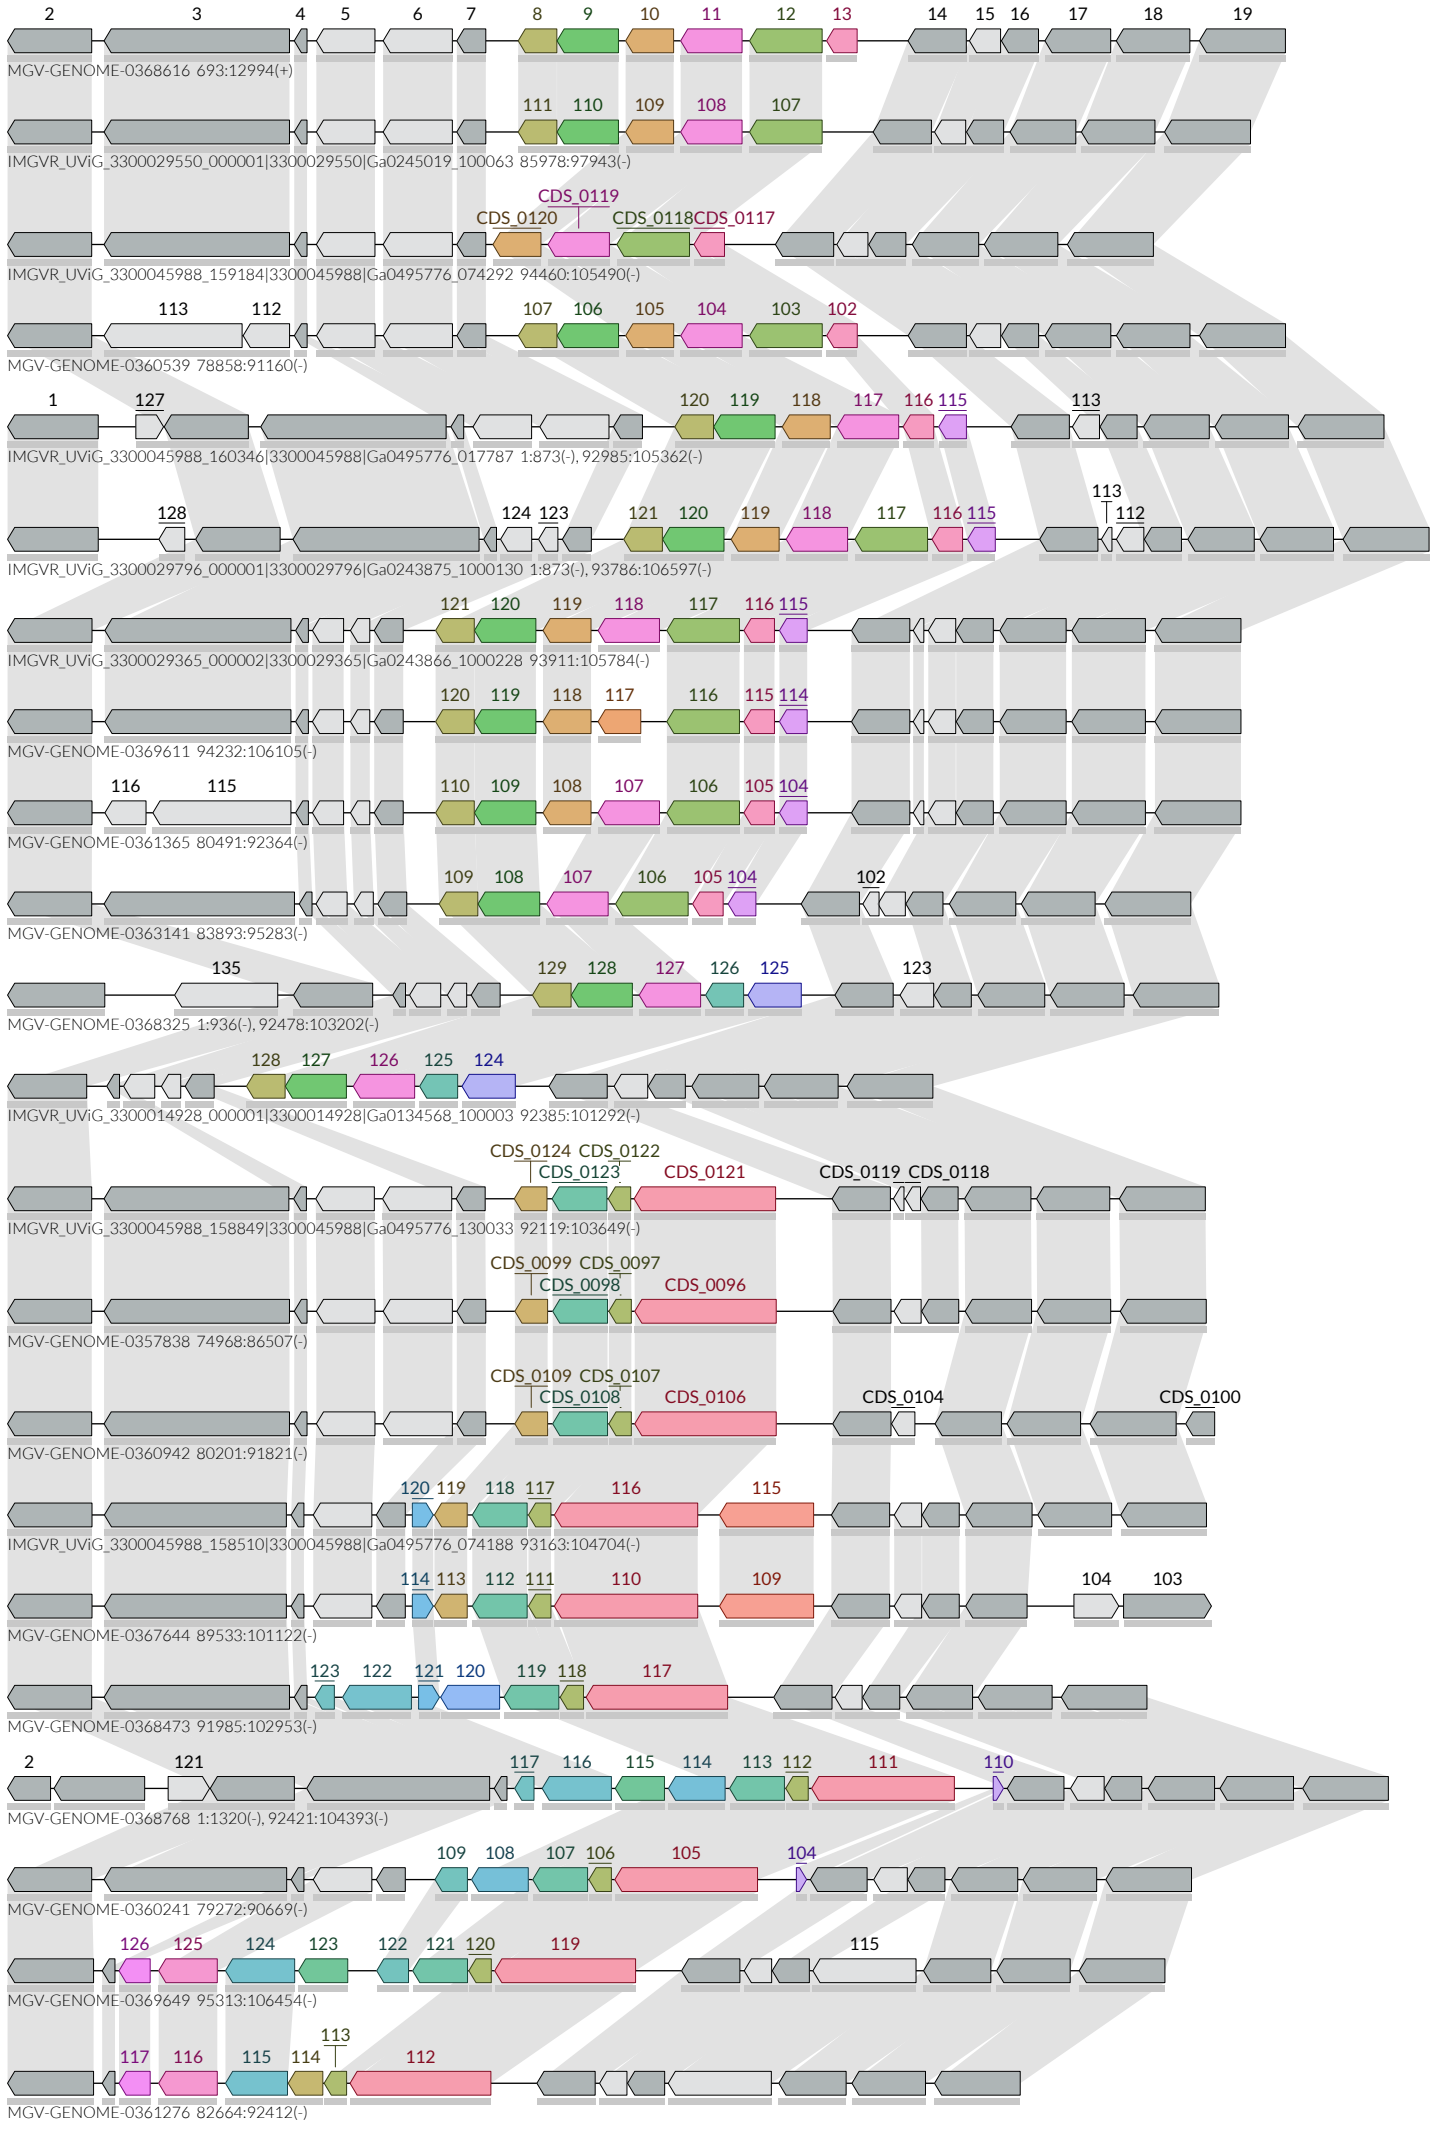 2 3 4 5 6 7 8 9 10 11 12 13 14 15 16 17 18 19
MGV-GENOME-0368616 693:12994(+)
111 110 109 108 107
IMGVR_UViG_3300029550_000001|3300029550|Ga0245019_100063 85978:97943(-)
CDS_0119
CDS_0120 CDS_0118 CDS_0117
IMGVR_UViG_3300045988_159184|3300045988|Ga0495776_074292 94460:105490(-)
113 112 107 106 105 104 103 102
MGV-GENOME-0360539 78858:91160(-)
1 127 120 119 118 117 116 115 113
IMGVR_UViG_3300045988_160346|3300045988|Ga0495776_017787 1:873(-), 92985:105362(-)
113
128 124 123 121 120 119 118 117 116 115 112
IMGVR_UViG_3300029796_000001|3300029796|Ga0243875_1000130 1:873(-), 93786:106597(-)
121 120 119 118 117 116 115
IMGVR_UViG_3300029365_000002|3300029365|Ga0243866_1000228 93911:105784(-)
120 119 118 117 116 115 114
MGV-GENOME-0369611 94232:106105(-)
116 115 110 109 108 107 106 105 104
MGV-GENOME-0361365 80491:92364(-)
109 108 107 106 105 104 102
MGV-GENOME-0363141 83893:95283(-)
135 129 128 127 126 125 123
MGV-GENOME-0368325 1:936(-), 92478:103202(-)
128 127 126 125 124
IMGVR_UViG_3300014928_000001|3300014928|Ga0134568_100003 92385:101292(-)
CDS_0124 CDS_0122
CDS_0123 CDS_0121 CDS_0119 CDS_0118
IMGVR_UViG_3300045988_158849|3300045988|Ga0495776_130033 92119:103649(-)
CDS_0099 CDS_0097
CDS_0098 CDS_0096
MGV-GENOME-0357838 74968:86507(-)
CDS_0109 CDS_0107
CDS_0108 CDS_0106 CDS_0104 CDS_0100
MGV-GENOME-0360942 80201:91821(-)
120 119 118 117 116 115
IMGVR_UViG_3300045988_158510|3300045988|Ga0495776_074188 93163:104704(-)
114 113 112 111 110 109 104 103
MGV-GENOME-0367644 89533:101122(-)
123 122 121 120 119 118 117
MGV-GENOME-0368473 91985:102953(-)
2 121 117 116 115 114 113 112 111 110
MGV-GENOME-0368768 1:1320(-), 92421:104393(-)
109 108 107 106 105 104
MGV-GENOME-0360241 79272:90669(-)
126 125 124 123 122 121 120 119 115
MGV-GENOME-0369649 95313:106454(-)
113
117 116 115 114 112
MGV-GENOME-0361276 82664:92412(-)